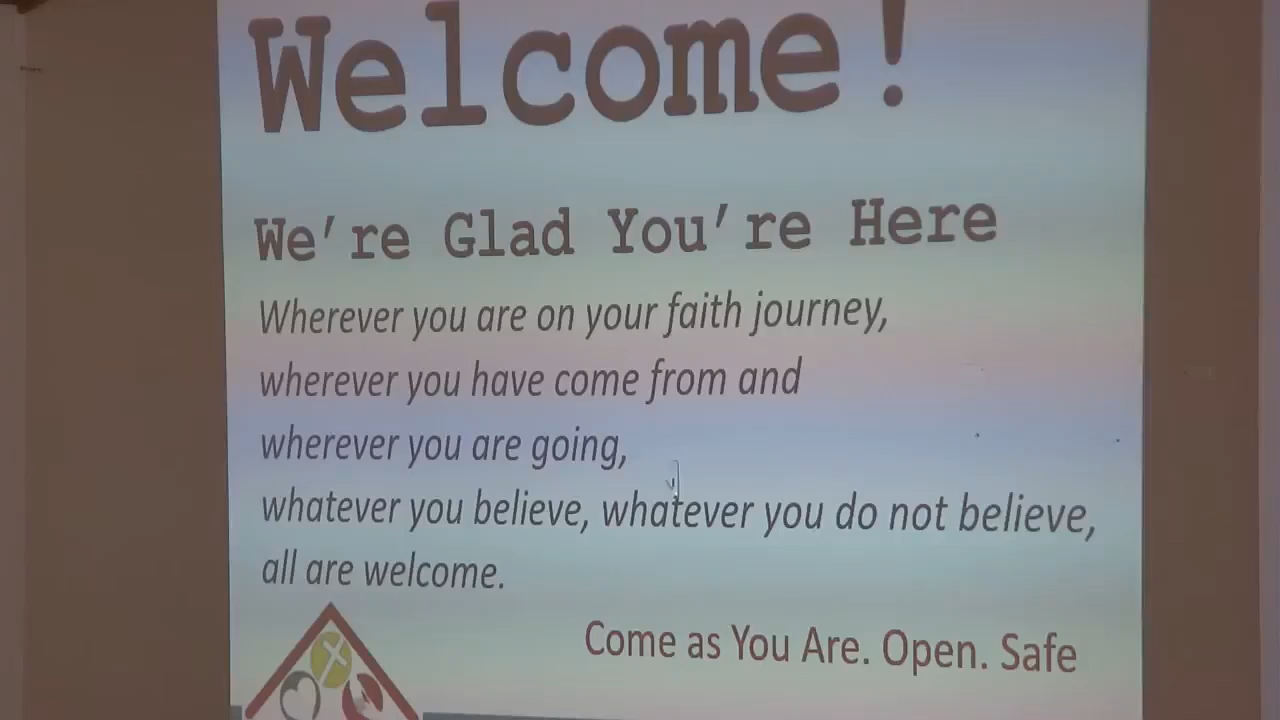 Welcome!
We're Glad You're Here
Wherever you are on your faith journey,
wherever you have come from and
wherever you are going,
whatever you believe, whatever you do not believe,
all are welcome.
Come as You Are. Open. Safe